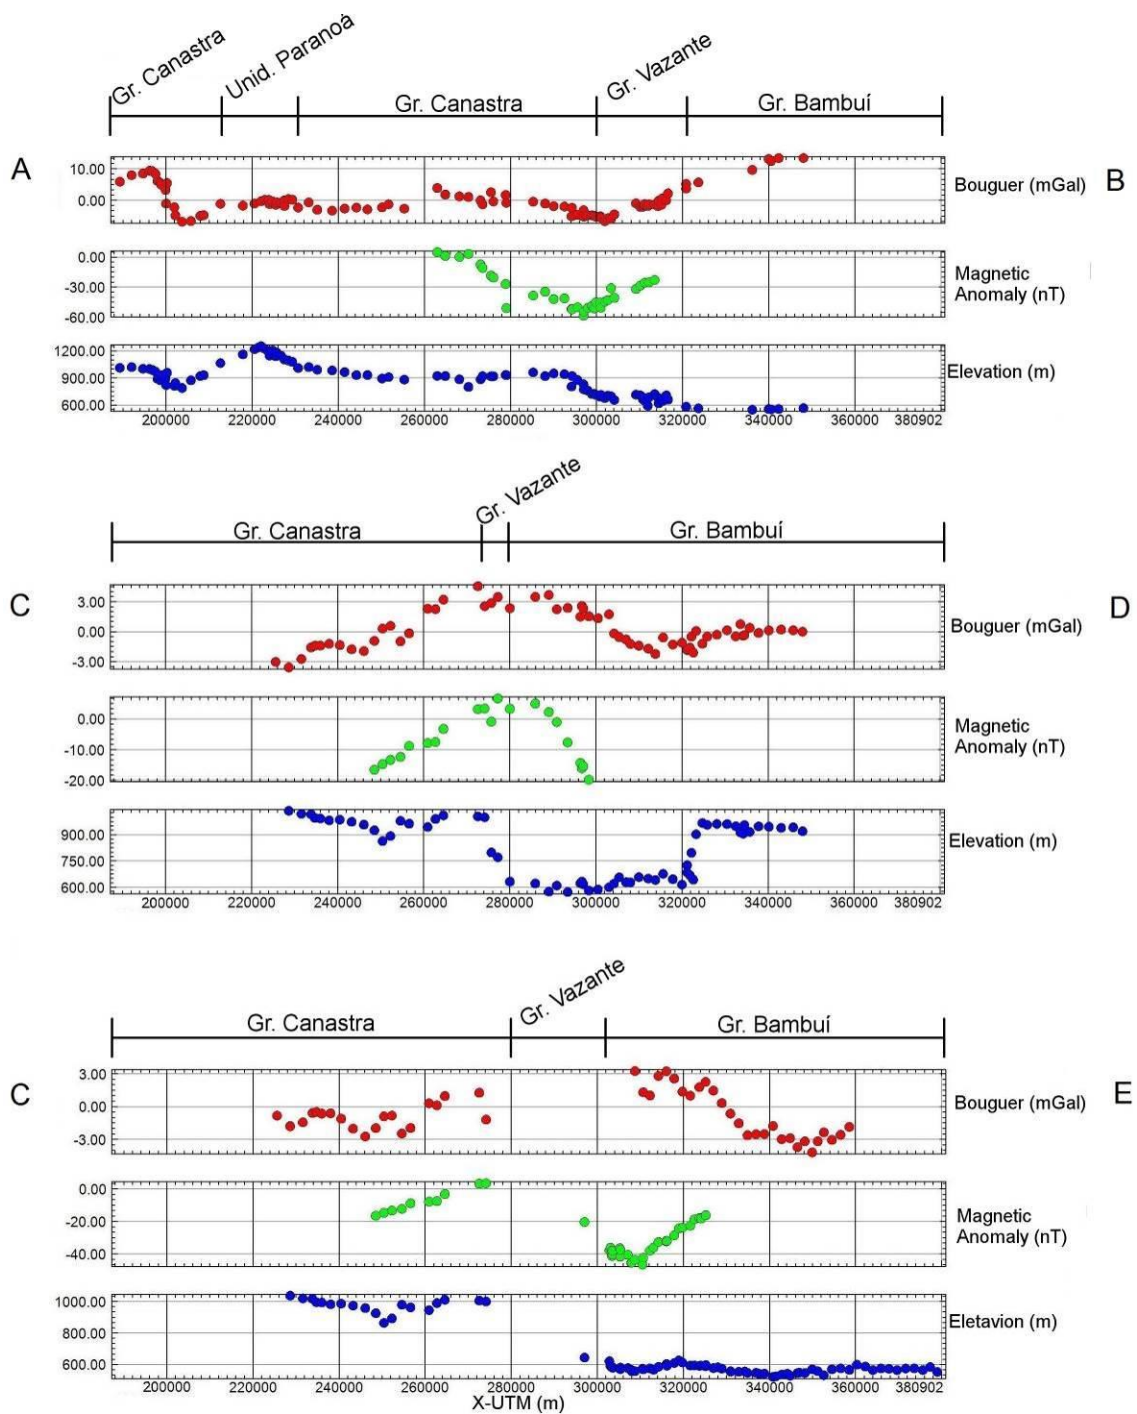 Gr. Canastra
Unid. Paranoá
Gr. Canastra
Gr. Vazante
Gr. Bambuí
A
B
10.00
0.00
Bouguer (mGal)
0.00
-30.00
-60.00
Magnetic
Anomaly (nT)
1200.00
900.00
600.00
Elevation (m)
200000 220000 240000 260000 280000 300000 320000 340000 360000 380902
Gr. Canastra
Gr. Vazante
Gr. Bambuí
C
D
3.00
0.00
-3.00
Bouguer (mGal)
0.00
-10.00
-20.00
Magnetic
Anomaly (nT)
900.00
750.00
600.00
Elevation (m)
200000 220000 240000 260000 280000 300000 320000 340000 360000 380902
Gr. Canastra
Gr. Vazante
Gr. Bambuí
C
E
3.00
0.00
-3.00
Bouguer (mGal)
0.00
-20.00
-40.00
Magnetic
Anomaly (nT)
1000.00
800.00
600.00
Eletavion (m)
200000 220000 240000 260000 280000 300000 320000 340000 360000 380902
X-UTM (m)